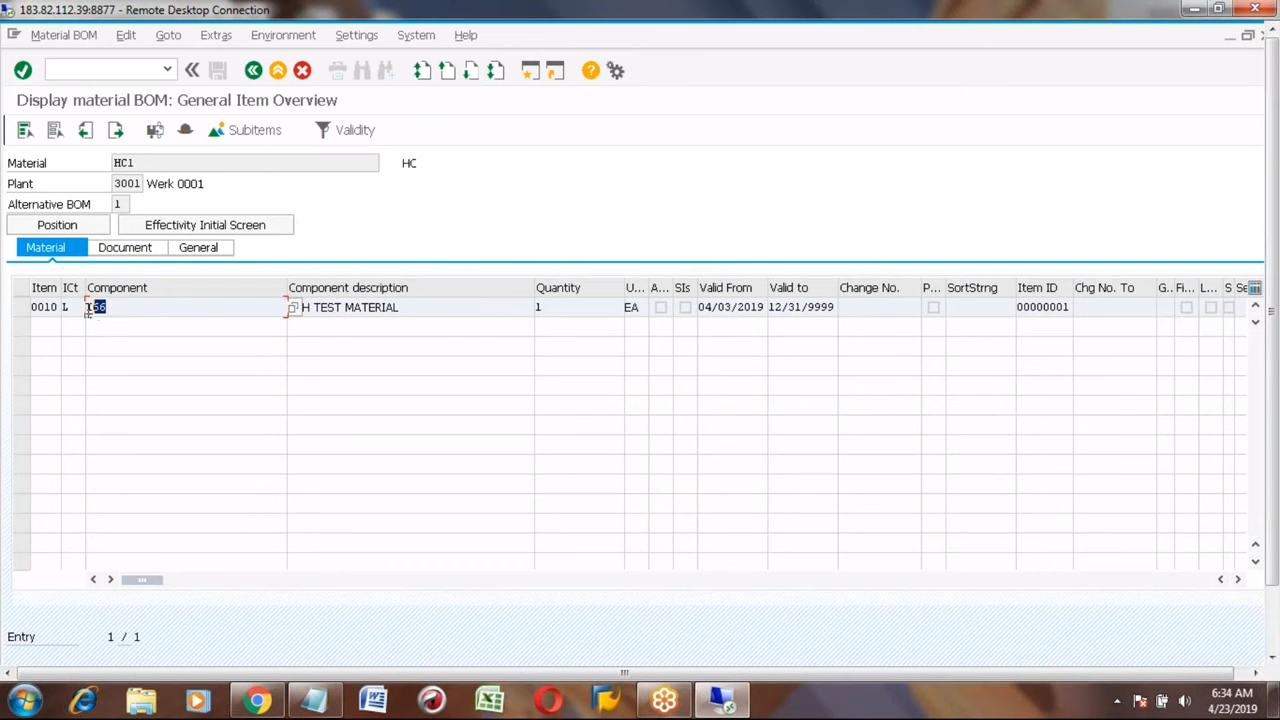 183.82.112.39:8877 - Remote Desktop Connection
Material BOM Edit Goto Extras Environment Settings System Help
Display material BOM: General Item Overview
Subitems Validity
Material HC1 HC
Plant 3001 Werk 0001
Alternative BOM 1
Position Effectivity Initial Screen
Material Document General
Item ICt Component Component description Quantity U... A... SIs Valid From Valid to Change No. P... SortStrng Item ID Chg No. To G... Fi... L... S Se
0010 L H TEST MATERIAL 1 EA 04/03/2019 12/31/9999 00000001
Entry 1 / 1
6:34 AM
4/23/2019